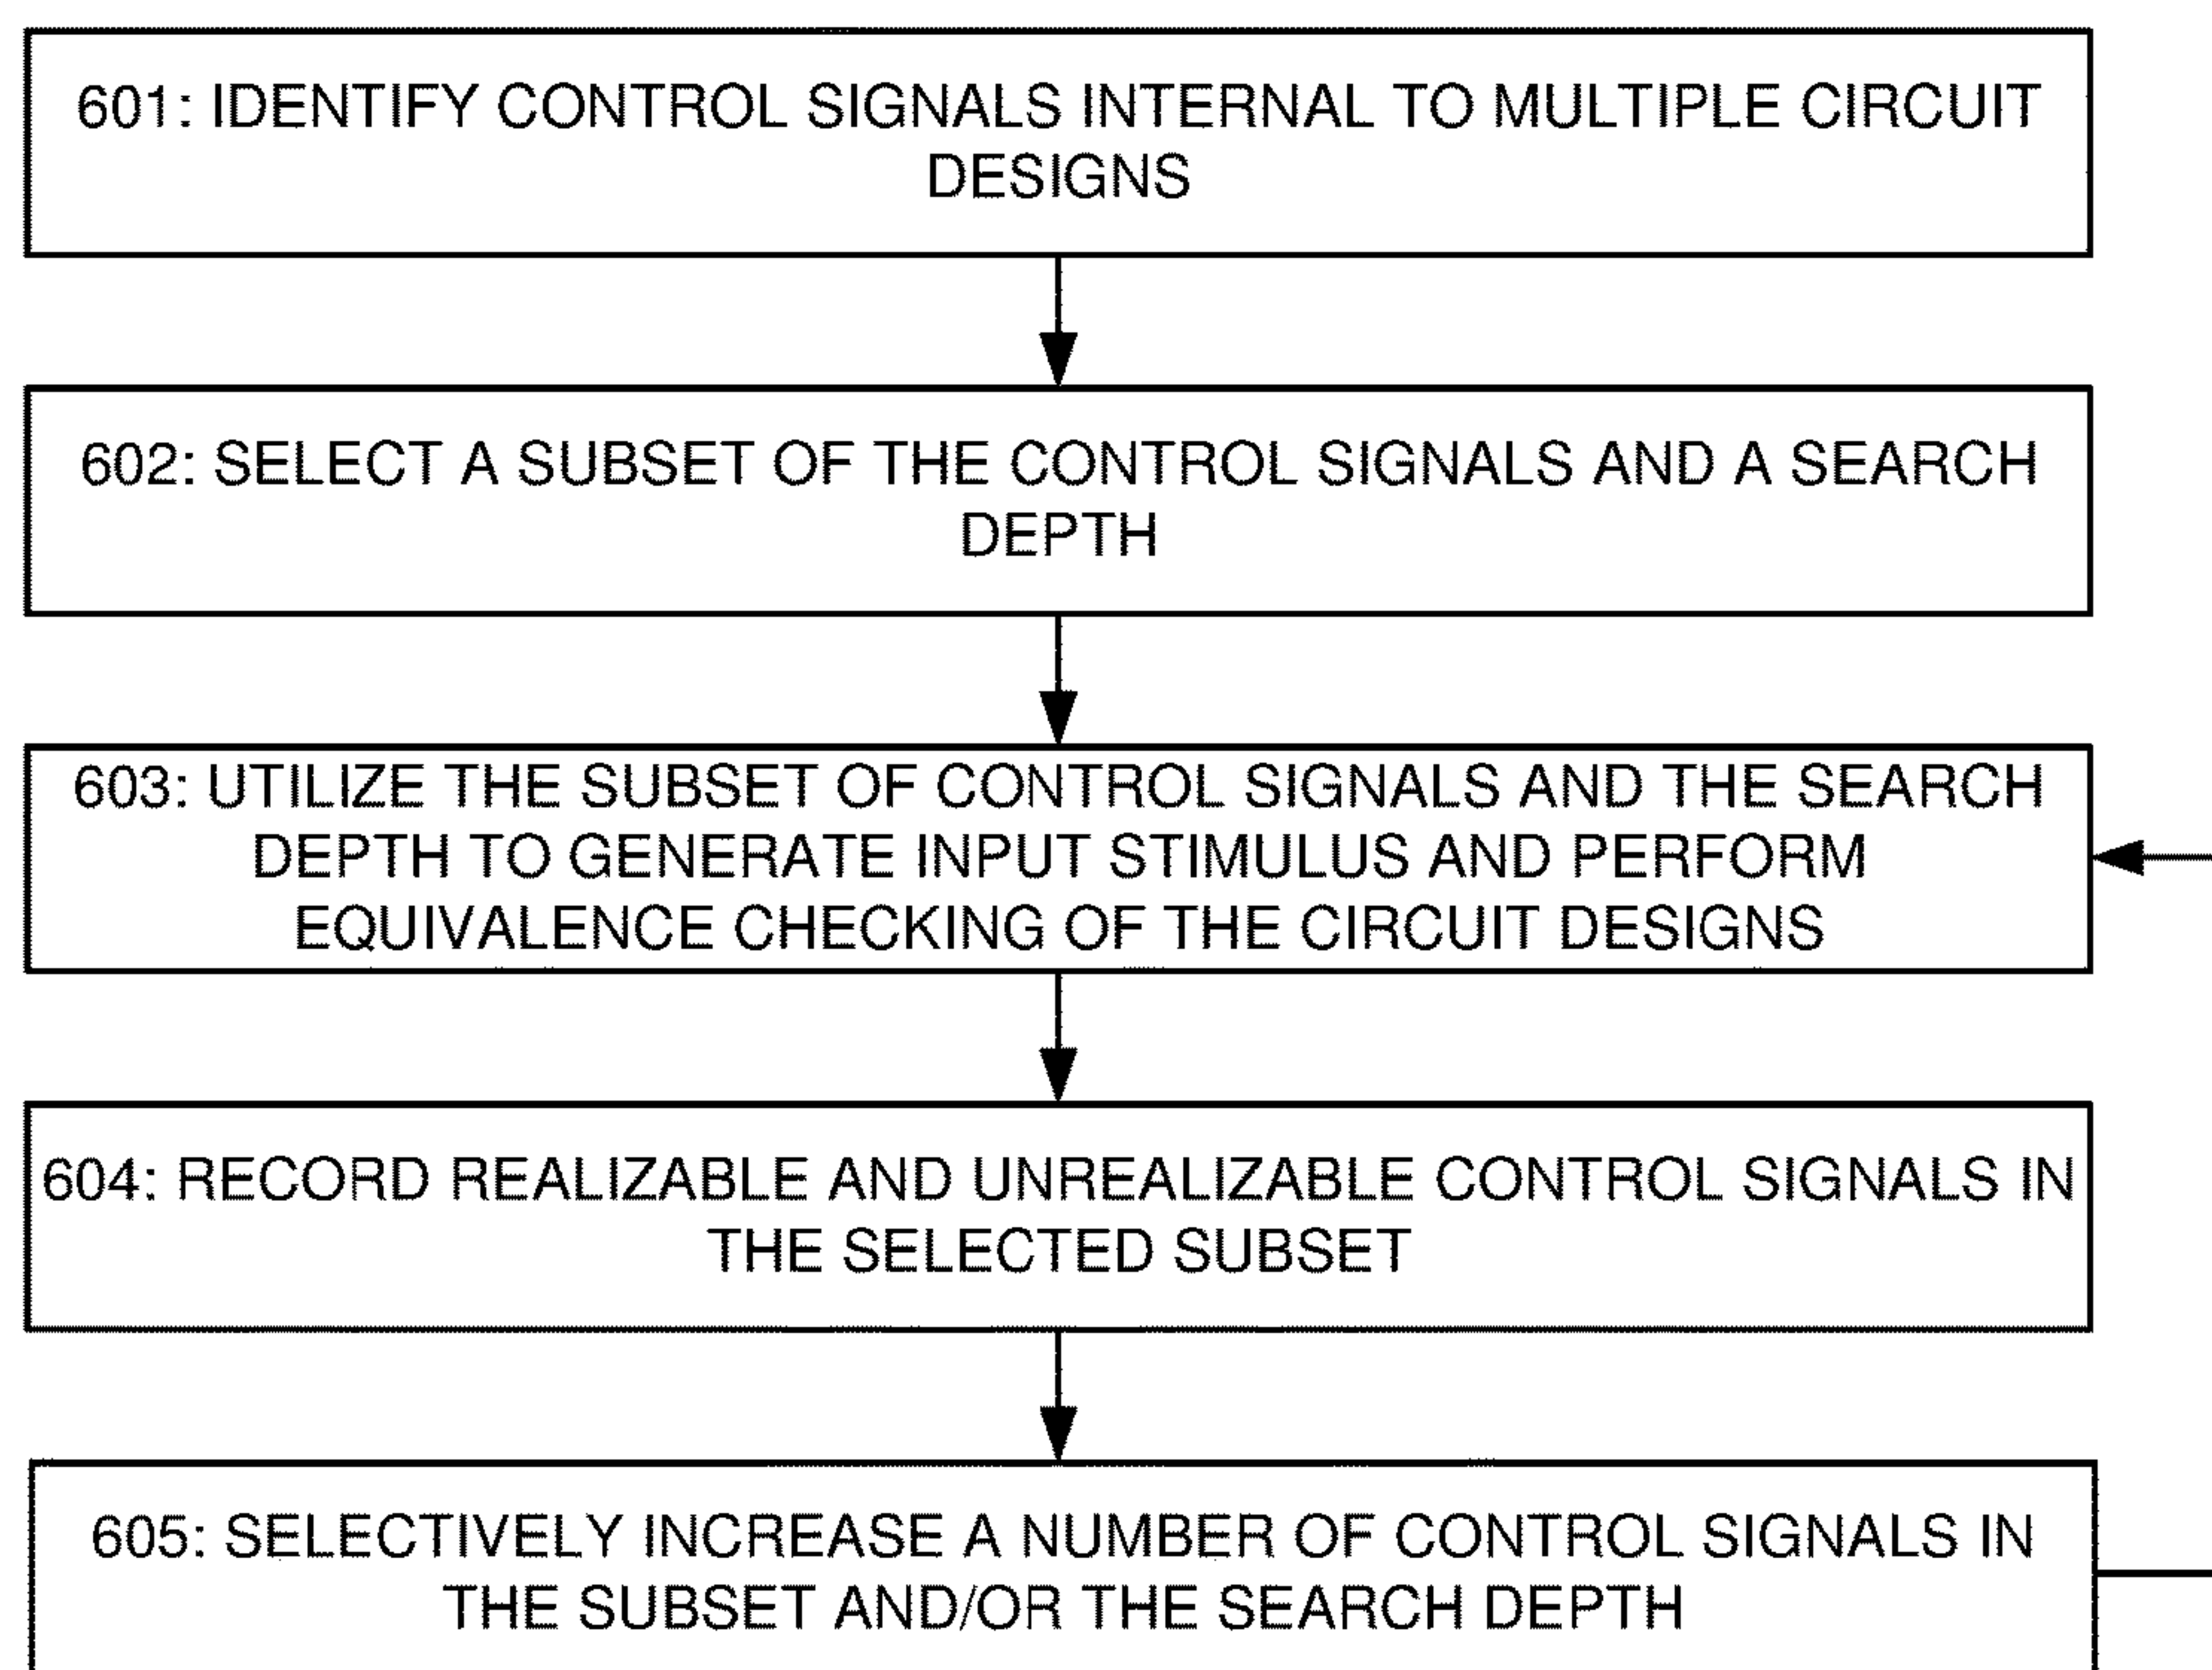 601: IDENTIFY CONTROL SIGNALS INTERNAL TO MULTIPLE CIRCUIT
DESIGNS
602: SELECT A SUBSET OF THE CONTROL SIGNALS AND A SEARCH
DEPTH
603: UTILIZE THE SUBSET OF CONTROL SIGNALS AND THE SEARCH
DEPTH TO GENERATE INPUT STIMULUS AND PERFORM
EQUIVALENCE CHECKING OF THE CIRCUIT DESIGNS
604: RECORD REALIZABLE AND UNREALIZABLE CONTROL SIGNALS IN
THE SELECTED SUBSET
605: SELECTIVELY INCREASE A NUMBER OF CONTROL SIGNALS IN
THE SUBSET AND/OR THE SEARCH DEPTH